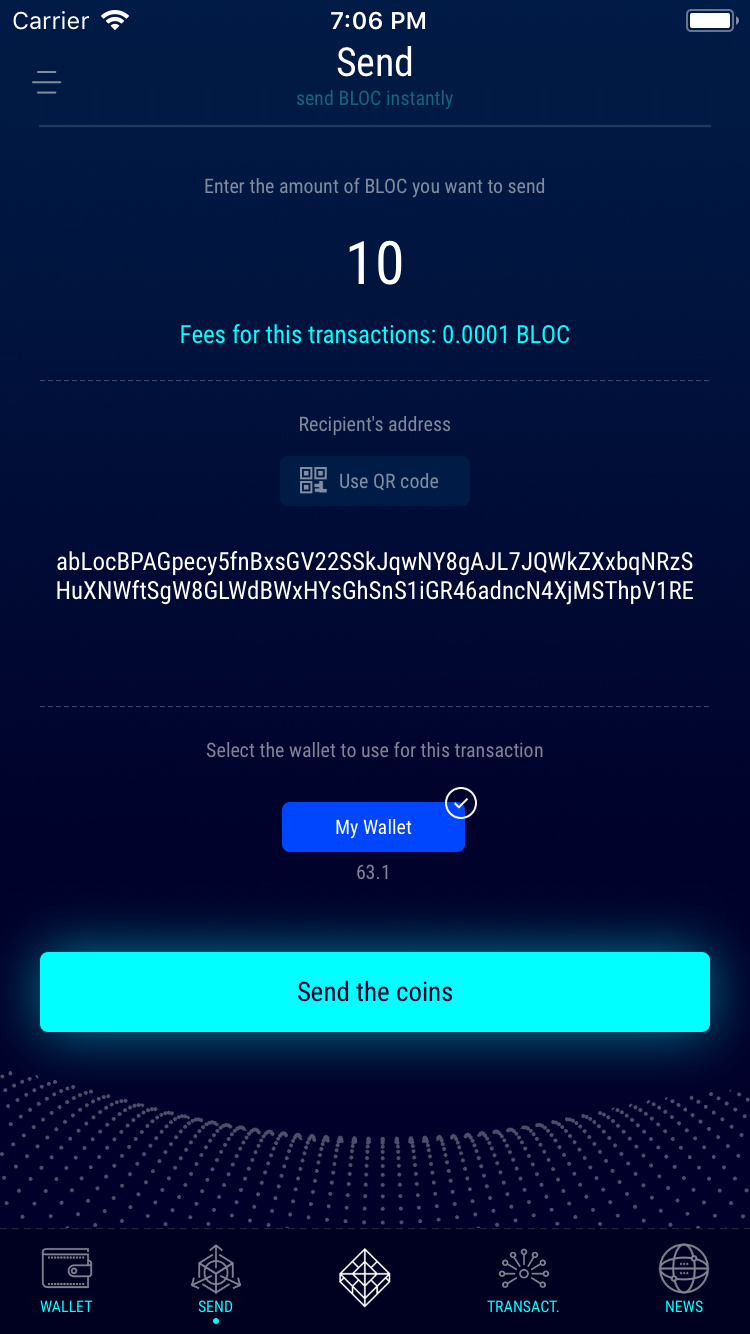 Carrier 7:06 PM
Send
send BLOC instantly
Enter the amount of BLOC you want to send
10
Fees for this transactions: 0.0001 BLOC
Recipient's address
Use QR code
abLocBPAGpecy5fnBxsGV22SSkJqwNY8gAJL7JQWkZXxbqNRzS
HuXNWftSgW8GLWdBWxHYsGhSnS1iGR46adncN4XjMSThpV1RE
Select the wallet to use for this transaction
My Wallet
63.1
Send the coins
WALLET SEND TRANSACT. NEWS